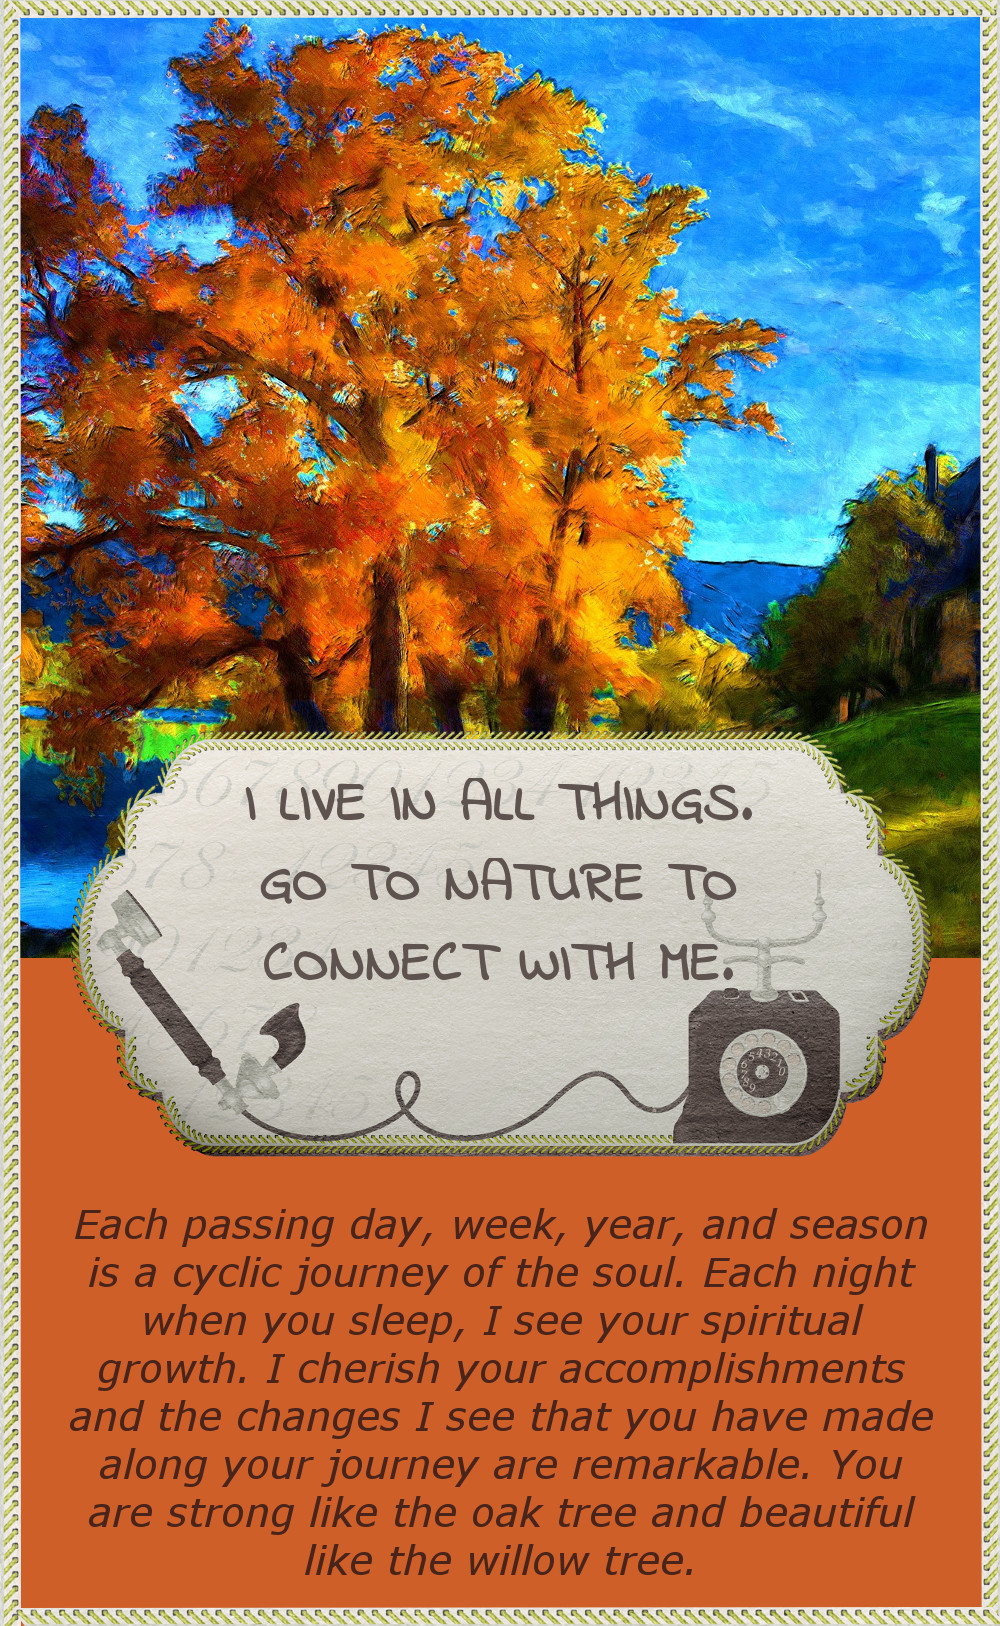 I LIVE IN ALL THINGS.
GO TO NATURE TO
CONNECT WITH ME.
Each passing day, week, year, and season
is a cyclic journey of the soul. Each night
when you sleep, I see your spiritual
growth. I cherish your accomplishments
and the changes I see that you have made
along your journey are remarkable. You
are strong like the oak tree and beautiful
like the willow tree.